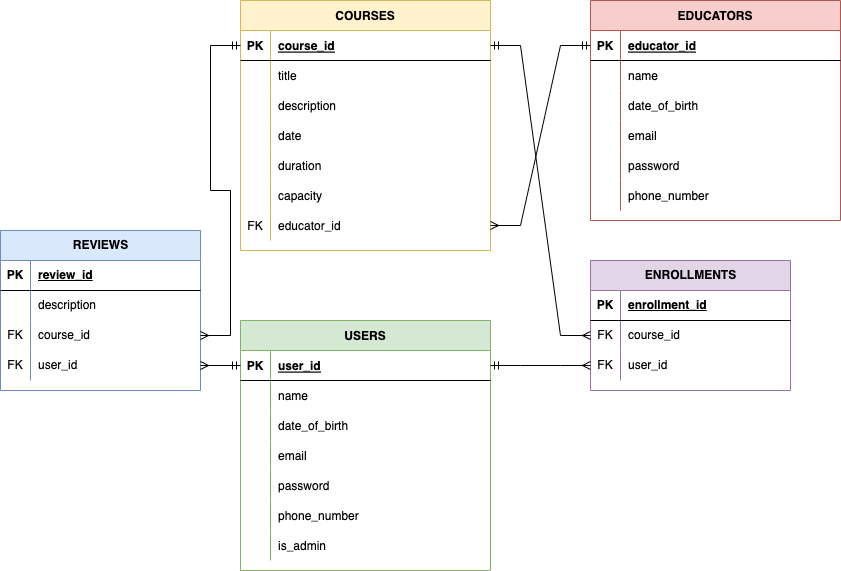 COURSES
PK course_id
title
description
date
duration
capacity
FK educator_id
EDUCATORS
PK educator_id
name
date_of_birth
email
password
phone_number
REVIEWS
PK review_id
description
FK course_id
FK user_id
USERS
PK user_id
name
date_of_birth
email
password
phone_number
is_admin
ENROLLMENTS
PK enrollment_id
FK course_id
FK user_id